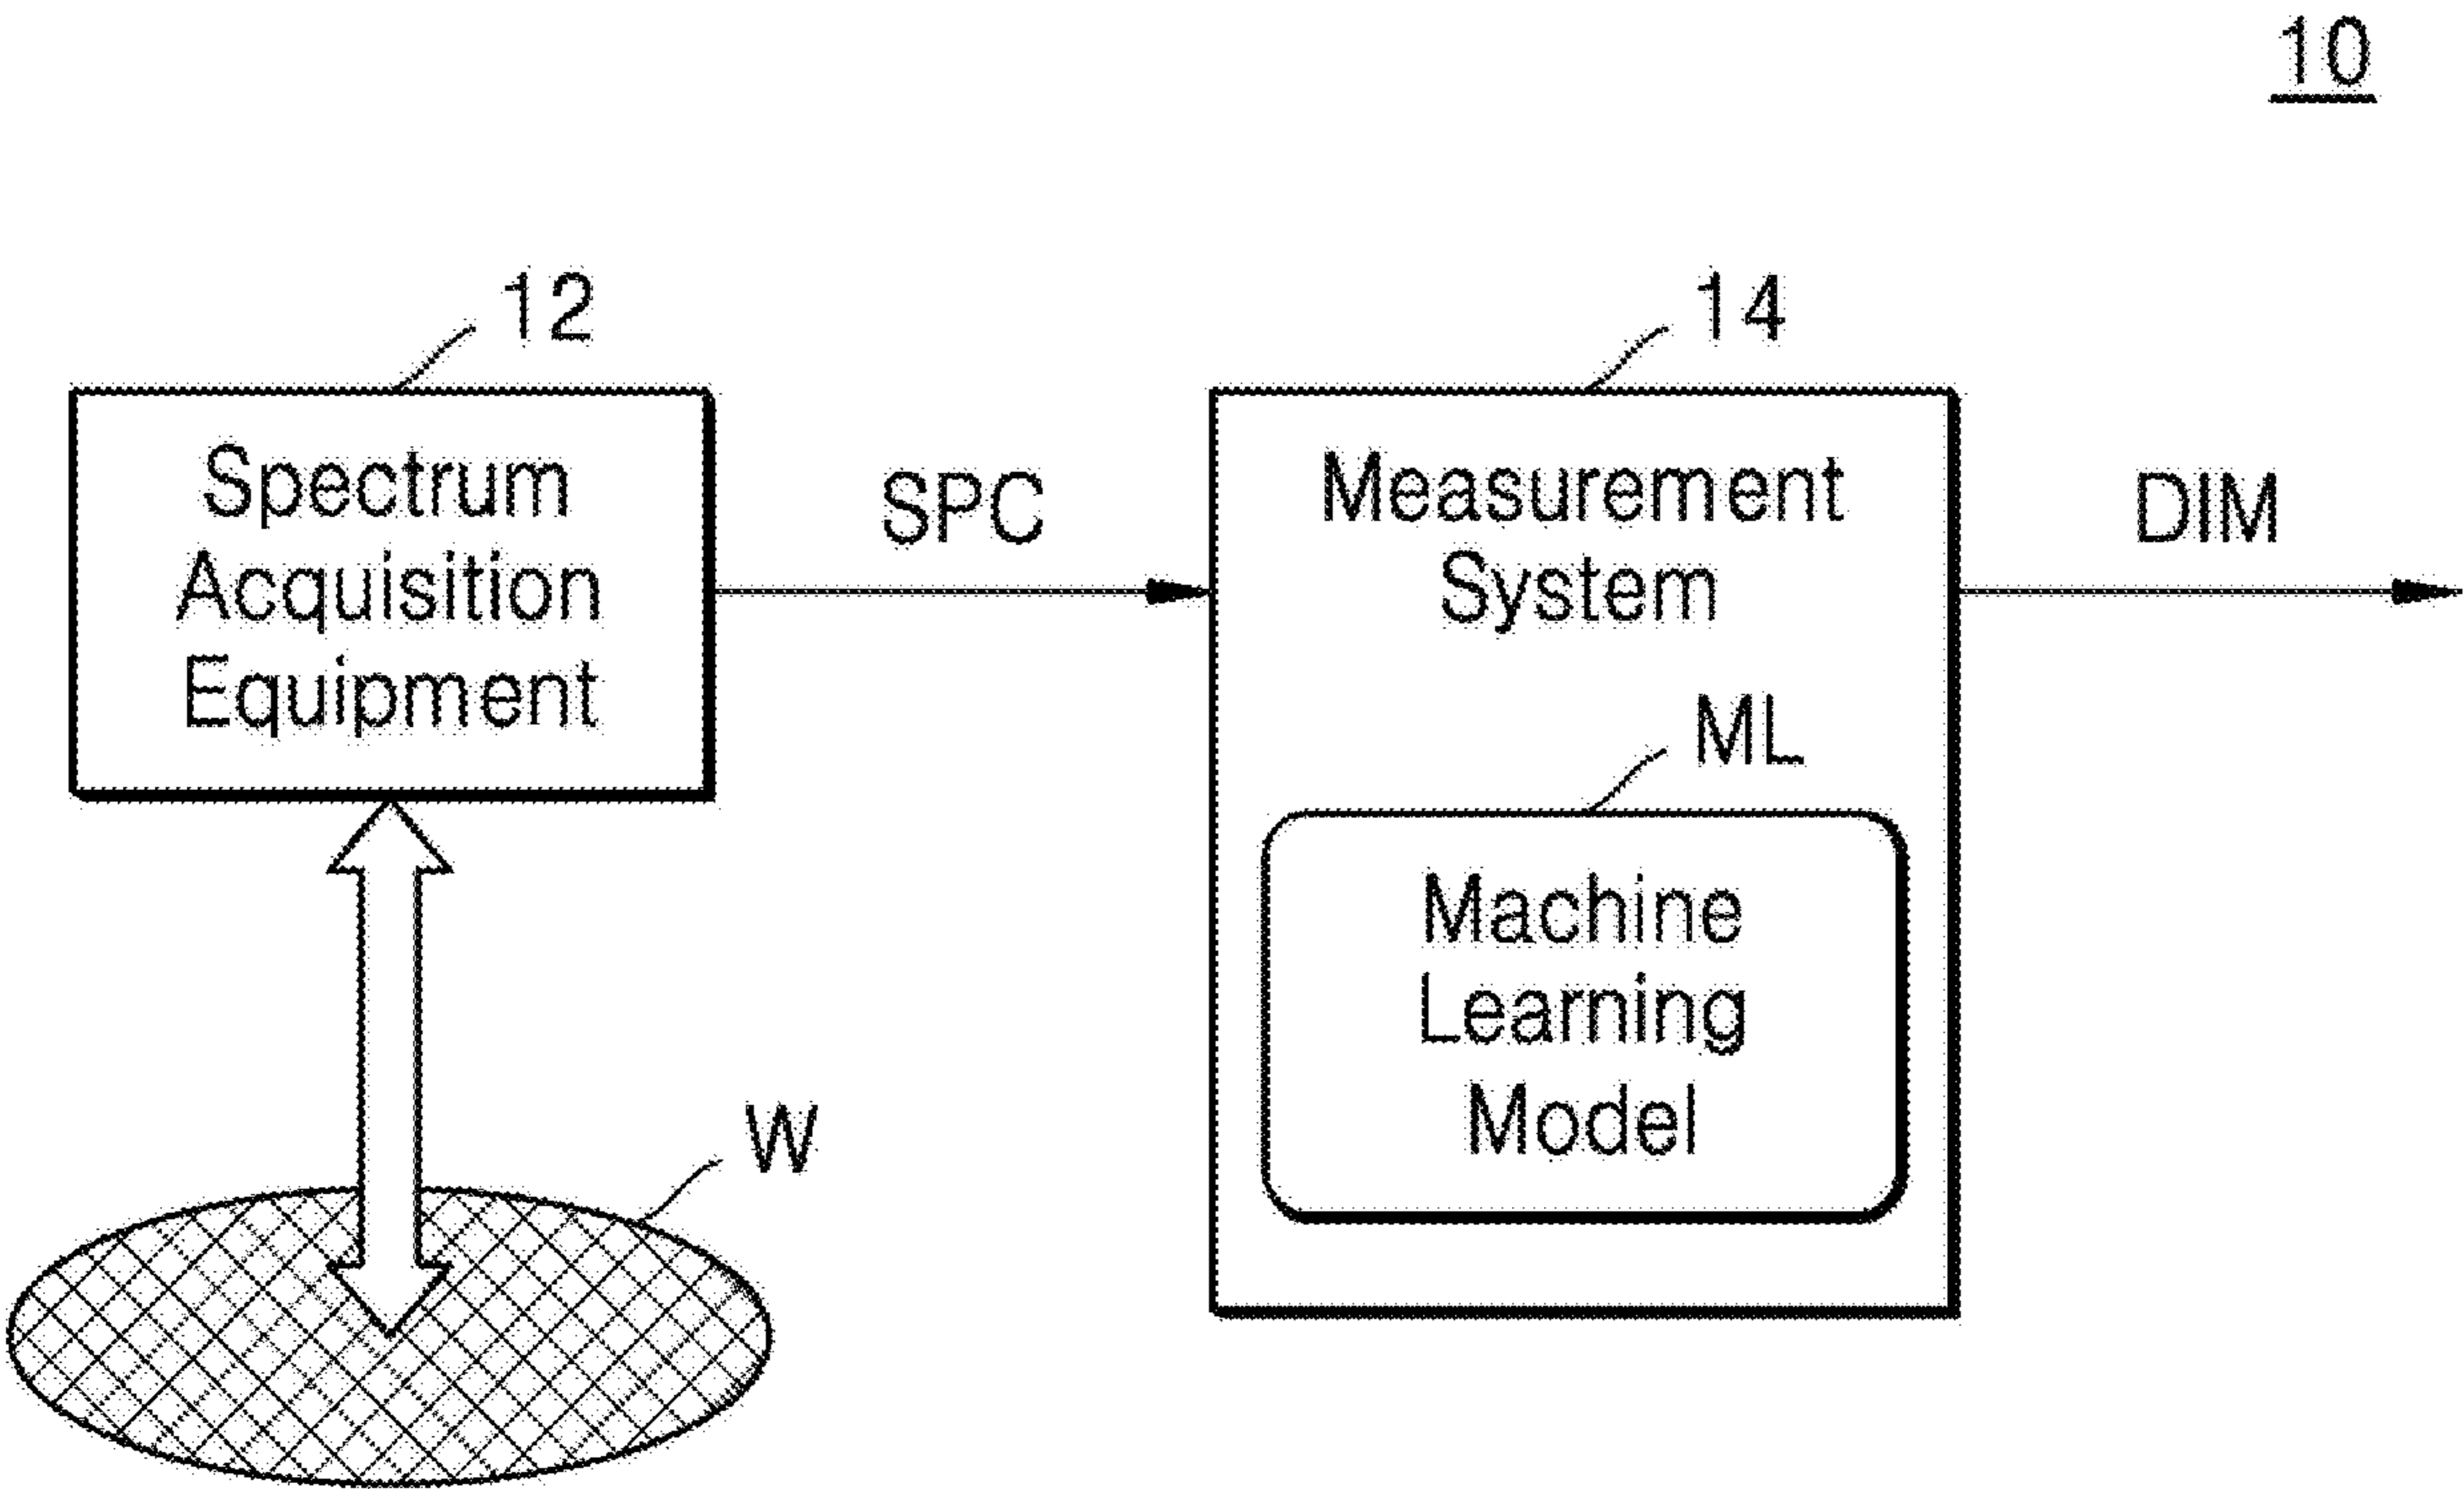 10
12
14
Spectrum
Acquisition
Equipment
SPC
Measurement
System
DIM
ML
Machine
Learning
Model
W